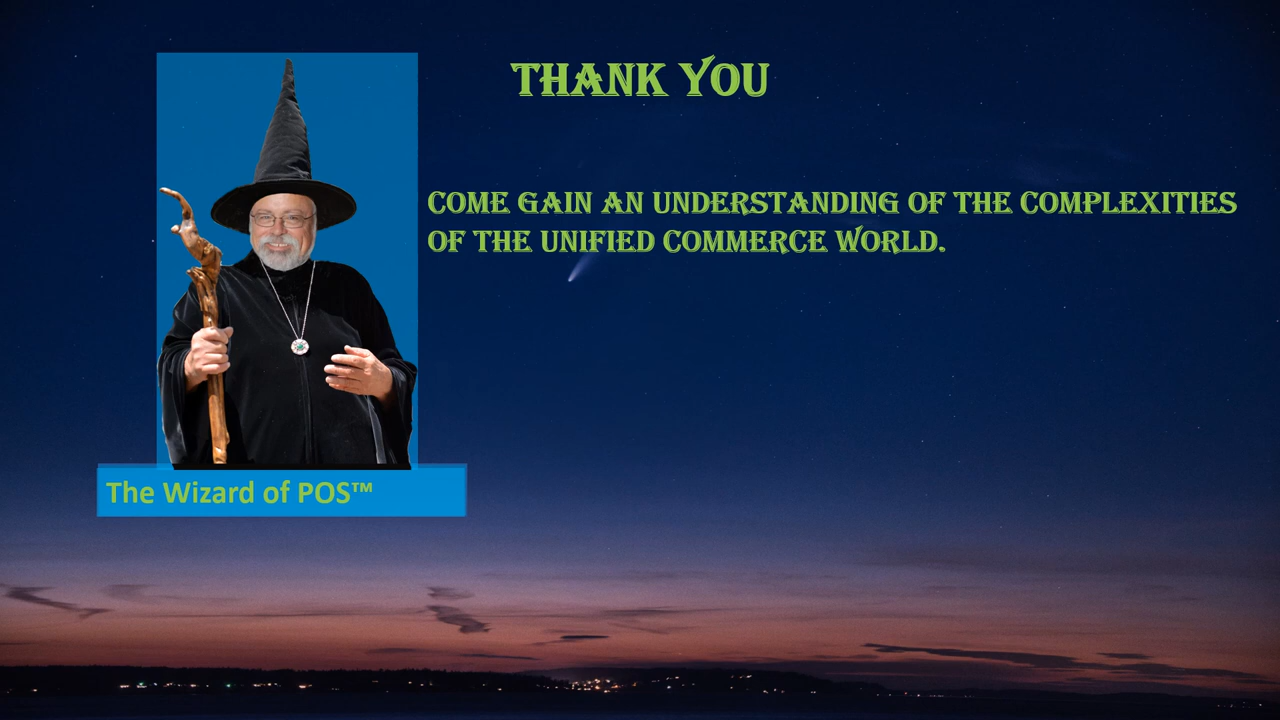 THANK YOU
COME GAIN AN UNDERSTANDING OF THE COMPLEXITIES
OF THE UNIFIED COMMERCE WORLD.
The Wizard of POS™